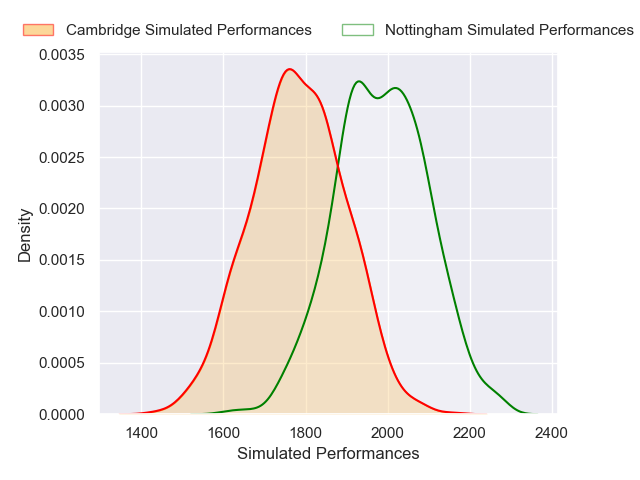 Cambridge Simulated Performances Nottingham Simulated Performances
0.0035
0.0030
0.0025
0.0020
0.0015
0.0010
0.0005
0.0000
Density
1400 1600 1800 2000 2200 2400
Simulated Performances